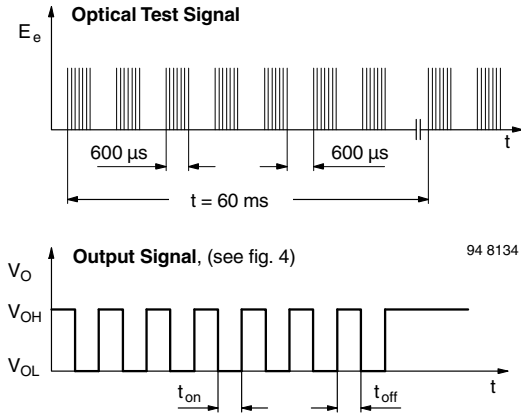 Optical Test Signal
E_e
600 µs
600 µs
t
t = 60 ms
Output Signal, (see fig. 4)
94 8134
V_O
V_OH
V_OL
t
t_on
t_off